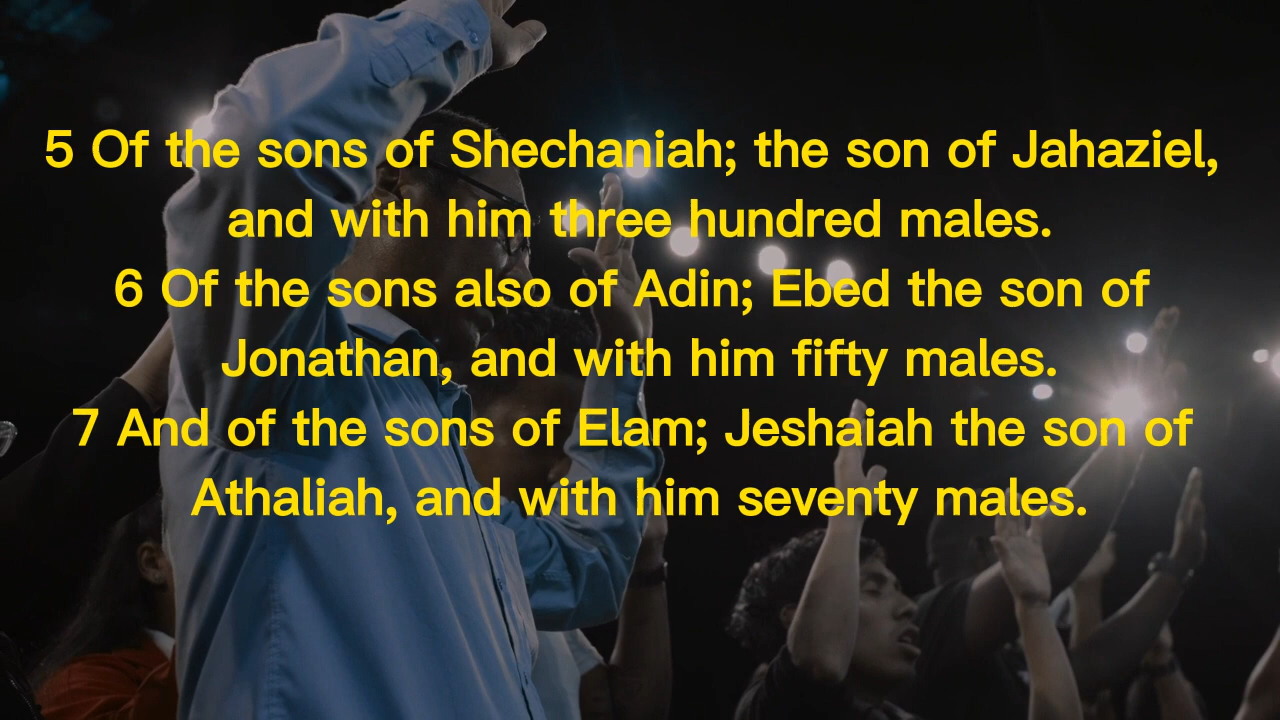 5 Of the sons of Shechaniah; the son of Jahaziel,
and with him three hundred males.
6 Of the sons also of Adin; Ebed the son of
Jonathan, and with him fifty males.
7 And of the sons of Elam; Jeshaiah the son of
Athaliah, and with him seventy males.